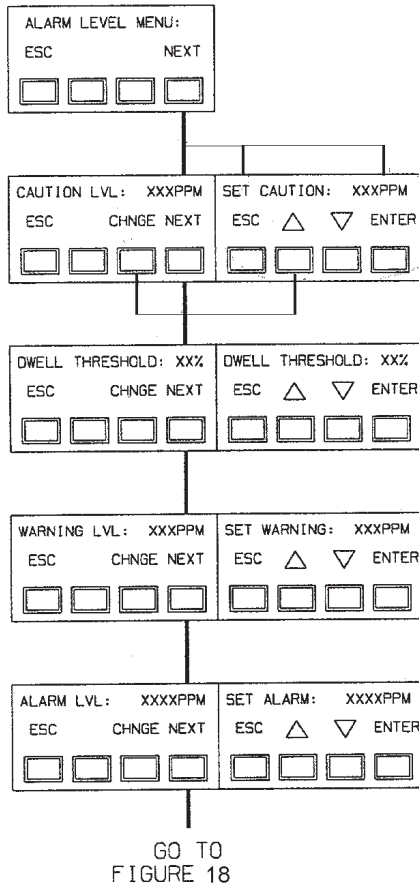 ALARM LEVEL MENU:
ESC NEXT
CAUTION LVL: XXXPPM
ESC CHNGE NEXT
SET CAUTION: XXXPPM
ESC △ ▽ ENTER
DWELL THRESHOLD: XX%
ESC CHNGE NEXT
DWELL THRESHOLD: XX%
ESC △ ▽ ENTER
WARNING LVL: XXXPPM
ESC CHNGE NEXT
SET WARNING: XXXPPM
ESC △ ▽ ENTER
ALARM LVL: XXXXPPM
ESC CHNGE NEXT
SET ALARM: XXXXPPM
ESC △ ▽ ENTER
GO TO
FIGURE 18